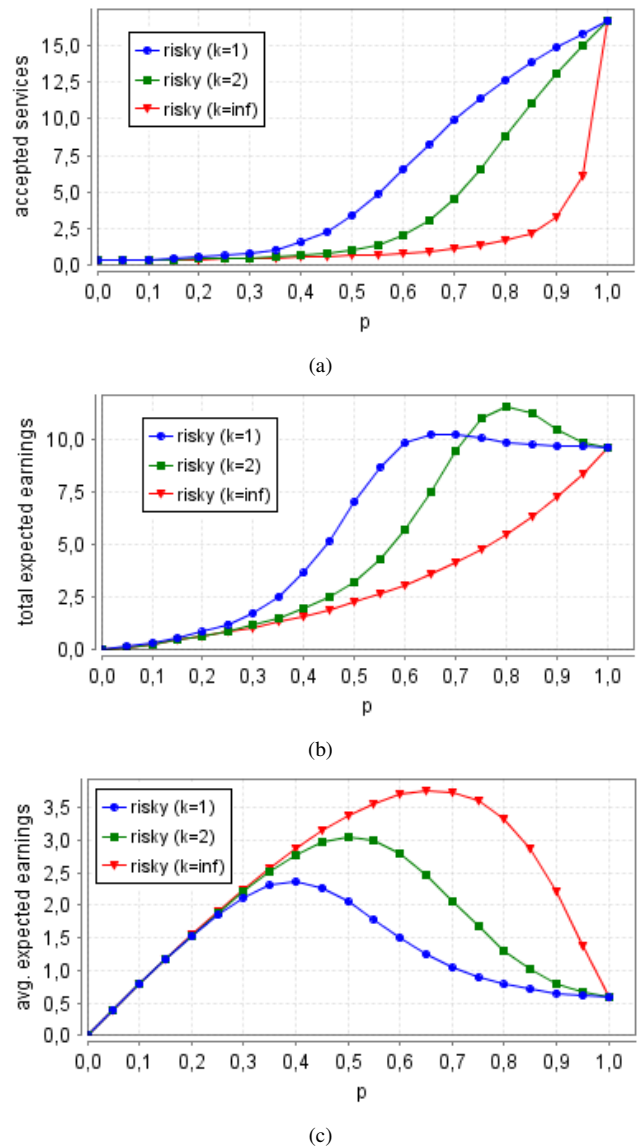 accepted services
15,0
12,5
10,0
7,5
5,0
2,5
0,0
risky (k=1)
risky (k=2)
risky (k=inf)
0,0 0,1 0,2 0,3 0,4 0,5 0,6 0,7 0,8 0,9 1,0
p
(a)
total expected earnings
10,0
7,5
5,0
2,5
0,0
risky (k=1)
risky (k=2)
risky (k=inf)
0,0 0,1 0,2 0,3 0,4 0,5 0,6 0,7 0,8 0,9 1,0
p
(b)
avg. expected earnings
3,5
3,0
2,5
2,0
1,5
1,0
0,5
0,0
risky (k=1)
risky (k=2)
risky (k=inf)
0,0 0,1 0,2 0,3 0,4 0,5 0,6 0,7 0,8 0,9 1,0
p
(c)